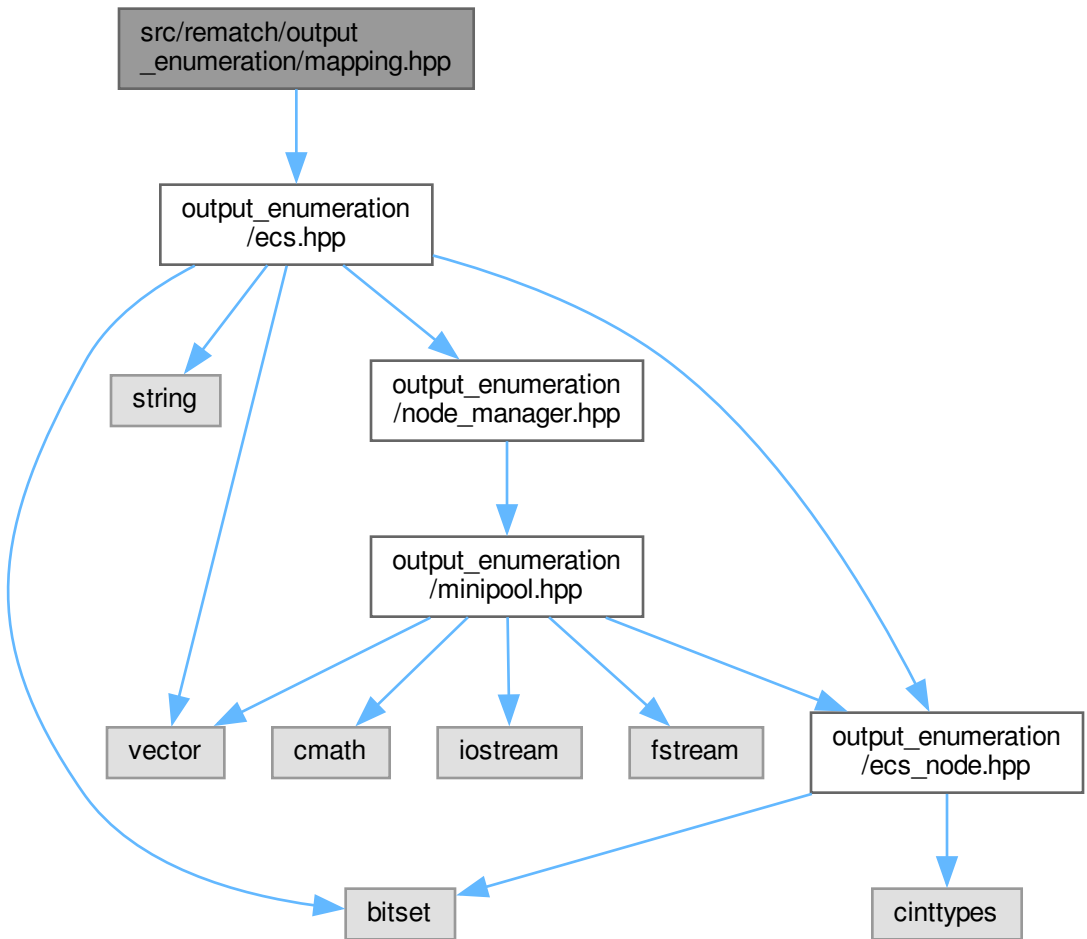 src/rematch/output
_enumeration/mapping.hpp
output_enumeration
/ecs.hpp
string
output_enumeration
/node_manager.hpp
output_enumeration
/minipool.hpp
vector
cmath
iostream
fstream
output_enumeration
/ecs_node.hpp
bitset
cinttypes